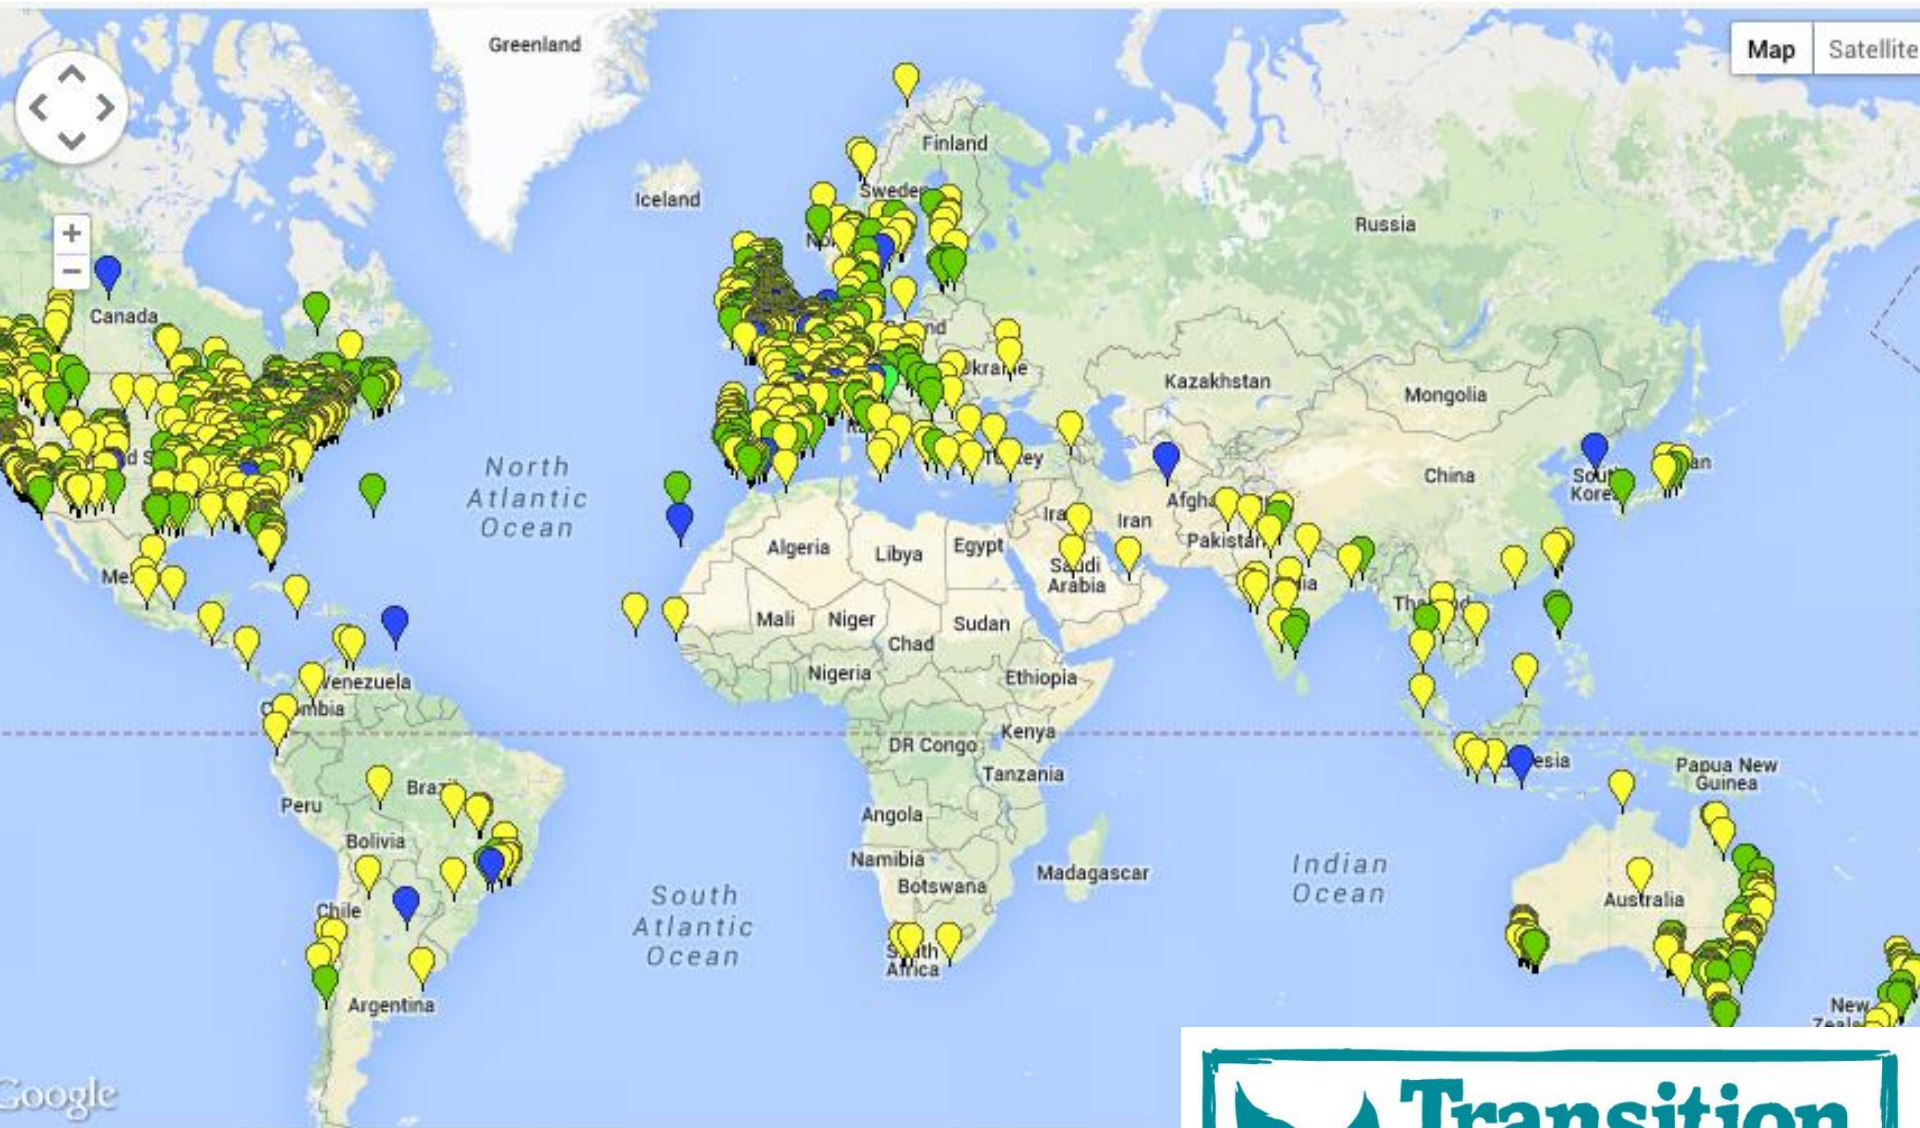 Greenland
Map
Satellite
Finland
Sweden
Iceland
Russia
+
−
Canada
Kazakhstan
Mongolia
North
Atlantic
Ocean
China
Iran
Algeria
Libya
Egypt
Pakistan
Saudi
Arabia
Mali
Niger
Chad
Sudan
Nigeria
Ethiopia
Venezuela
Kenya
DR Congo
Tanzania
Papua New
Guinea
Peru
Angola
Bolivia
Namibia
Botswana
Madagascar
Indian
Ocean
South
Atlantic
Ocean
Chile
Australia
Africa
Argentina
New
Google
Transition